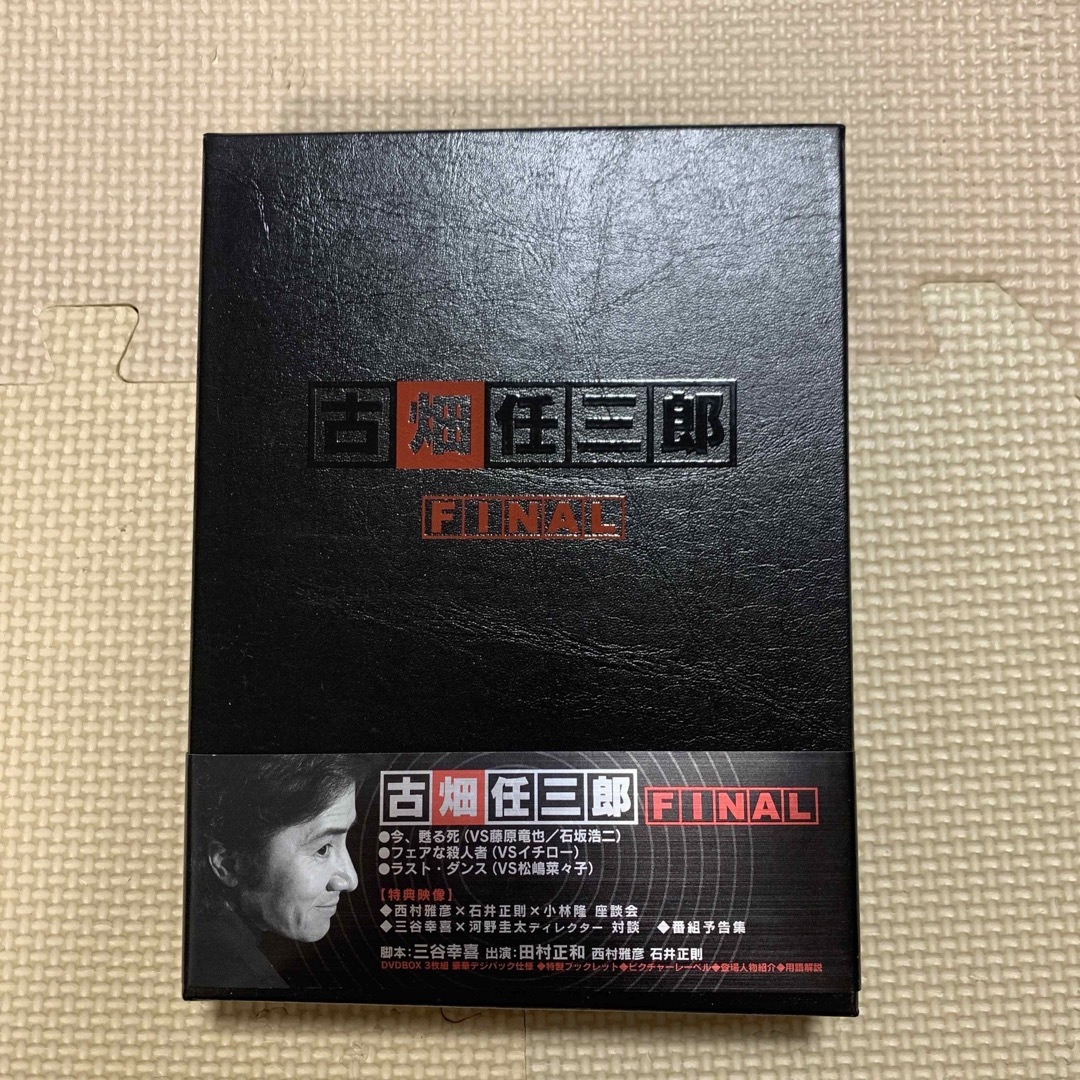 古畑任三郎
FINAL
古畑任三郎 FINAL
●今、甦る死(VS藤原竜也/石坂浩二)
●フェアな殺人者(VSイチロー)
●ラスト・ダンス(VS松嶋菜々子)
【特典映像】
◆西村雅彦×石井正則×小林隆 座談会
◆三谷幸喜×河野圭太ディレクター 対談 ◆番組予告集
脚本:三谷幸喜 出演:田村正和 西村雅彦 石井正則
DVDBOX 3枚組 豪華デジパック仕様 ◆特製ブックレット◆ピクチャーレーベル◆登場人物紹介◆用語解説